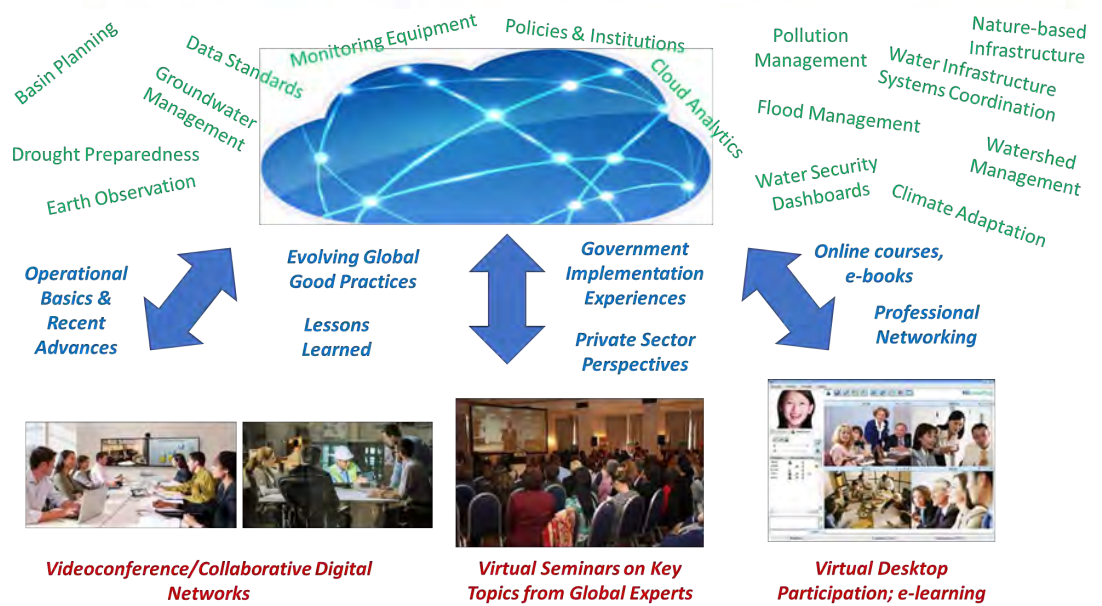 Basin Planning
Data Standards
Groundwater
Management
Drought Preparedness
Earth Observation
Monitoring Equipment
Policies & Institutions
Cloud Analytics
Pollution
Management
Nature-based
Infrastructure
Water Infrastructure
Systems Coordination
Flood Management
Watershed
Management
Water Security
Dashboards
Climate Adaptation
Operational
Basics &
Recent
Advances
Evolving Global
Good Practices
Lessons
Learned
Government
Implementation
Experiences
Private Sector
Perspectives
Online courses,
e-books
Professional
Networking
Videoconference/Collaborative Digital
Networks
Virtual Seminars on Key
Topics from Global Experts
Virtual Desktop
Participation; e-learning